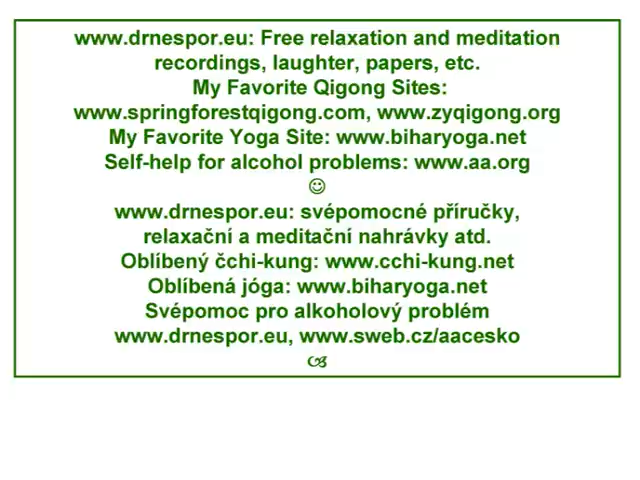 www.drnespor.eu: Free relaxation and meditation
recordings, laughter, papers, etc.
My Favorite Qigong Sites:
www.springforestqigong.com, www.zyqigong.org
My Favorite Yoga Site: www.biharyoga.net
Self-help for alcohol problems: www.aa.org
☺
www.drnespor.eu: svépomocné příručky,
relaxační a meditační nahrávky atd.
Oblíbený čchi-kung: www.cchi-kung.net
Oblíbená jóga: www.biharyoga.net
Svépomoc pro alkoholový problém
www.drnespor.eu, www.sweb.cz/aacesko